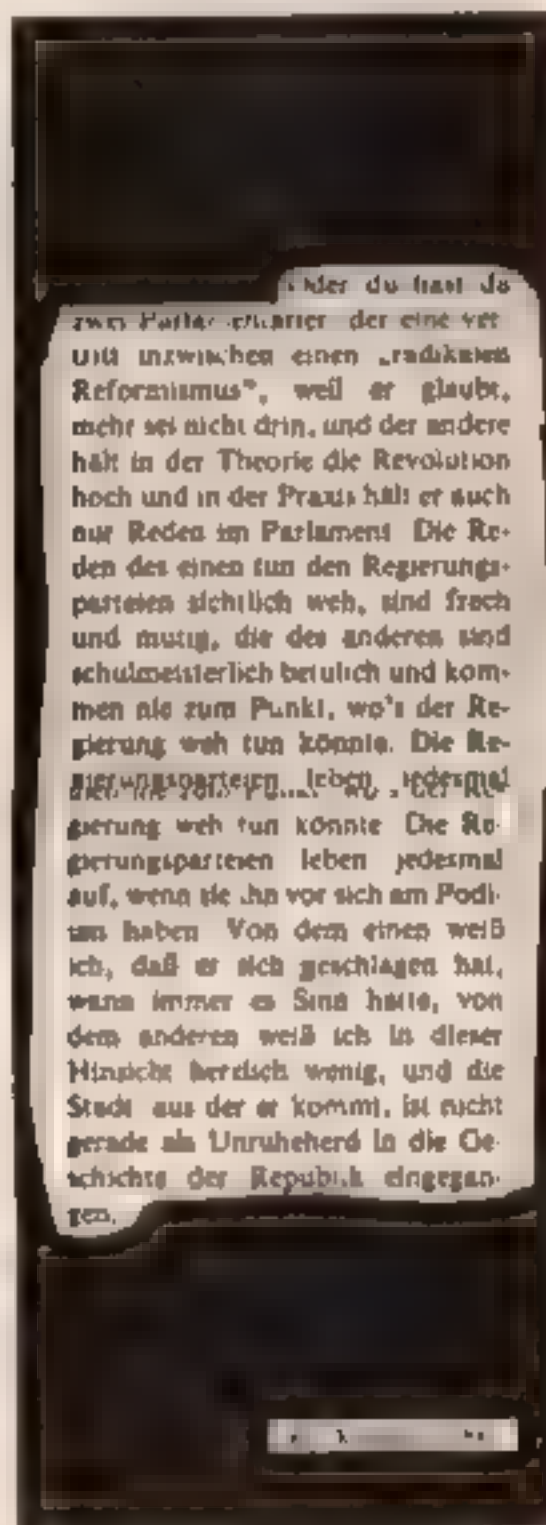 Oder du hast da
zwei Parlamentarier der eine ver-
tritt inzwischen einen „radikalen
Reformismus“, weil er glaubt,
mehr sei nicht drin, und der andere
hält in der Theorie die Revolution
hoch und in der Praxis hält er auch
nur Reden im Parlament Die Re-
den des einen tun den Regierungs-
parteien sichtlich weh, sind frech
und mutig, die des anderen sind
schulmeisterlich betulich und kom-
men nie zum Punkt, wo's der Re-
gierung weh tun könnte. Die Re-
gierungsparteien leben jedesmal
gierung weh tun könnte Die Re-
gierungsparteien leben jedesmal
auf, wenn sie ihn vor sich am Podi-
um haben Von dem einen weiß
ich, daß er sich geschlagen hat,
wann immer es Sinn hatte, von
dem anderen weiß ich in dieser
Hinsicht herzlich wenig, und die
Stadt aus der er kommt, ist nicht
gerade als Unruheherd in die Ge-
schichte der Republik eingegan-
gen.